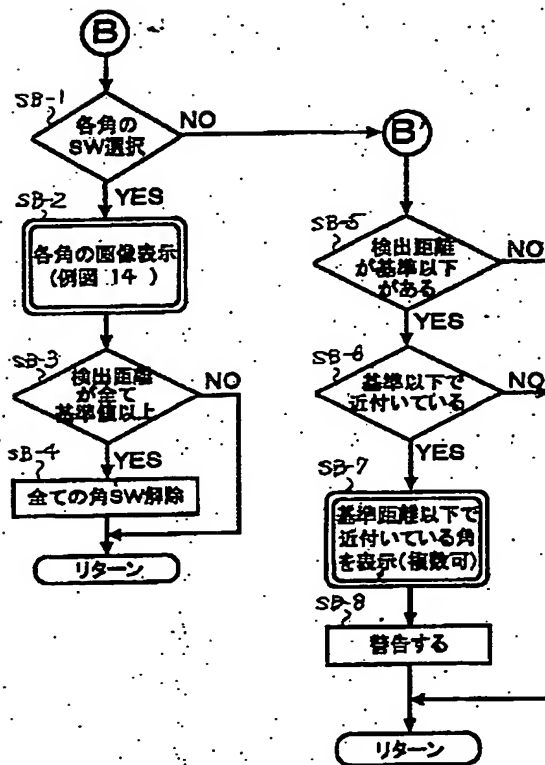 B
SB-1
各角の
SW選択
NO
YES
SB-2
各角の画像表示
(例図 14 )
SB-3
検出距離
が全て
基準値以上
NO
YES
SB-4
全ての角SW解除
リターン
B'
SB-5
検出距離
が基準以下
がある
NO
YES
SB-6
基準以下で
近付いている
NO
YES
SB-7
基準距離以下で
近付いている角
を表示(複数可)
SB-8
警告する
リターン